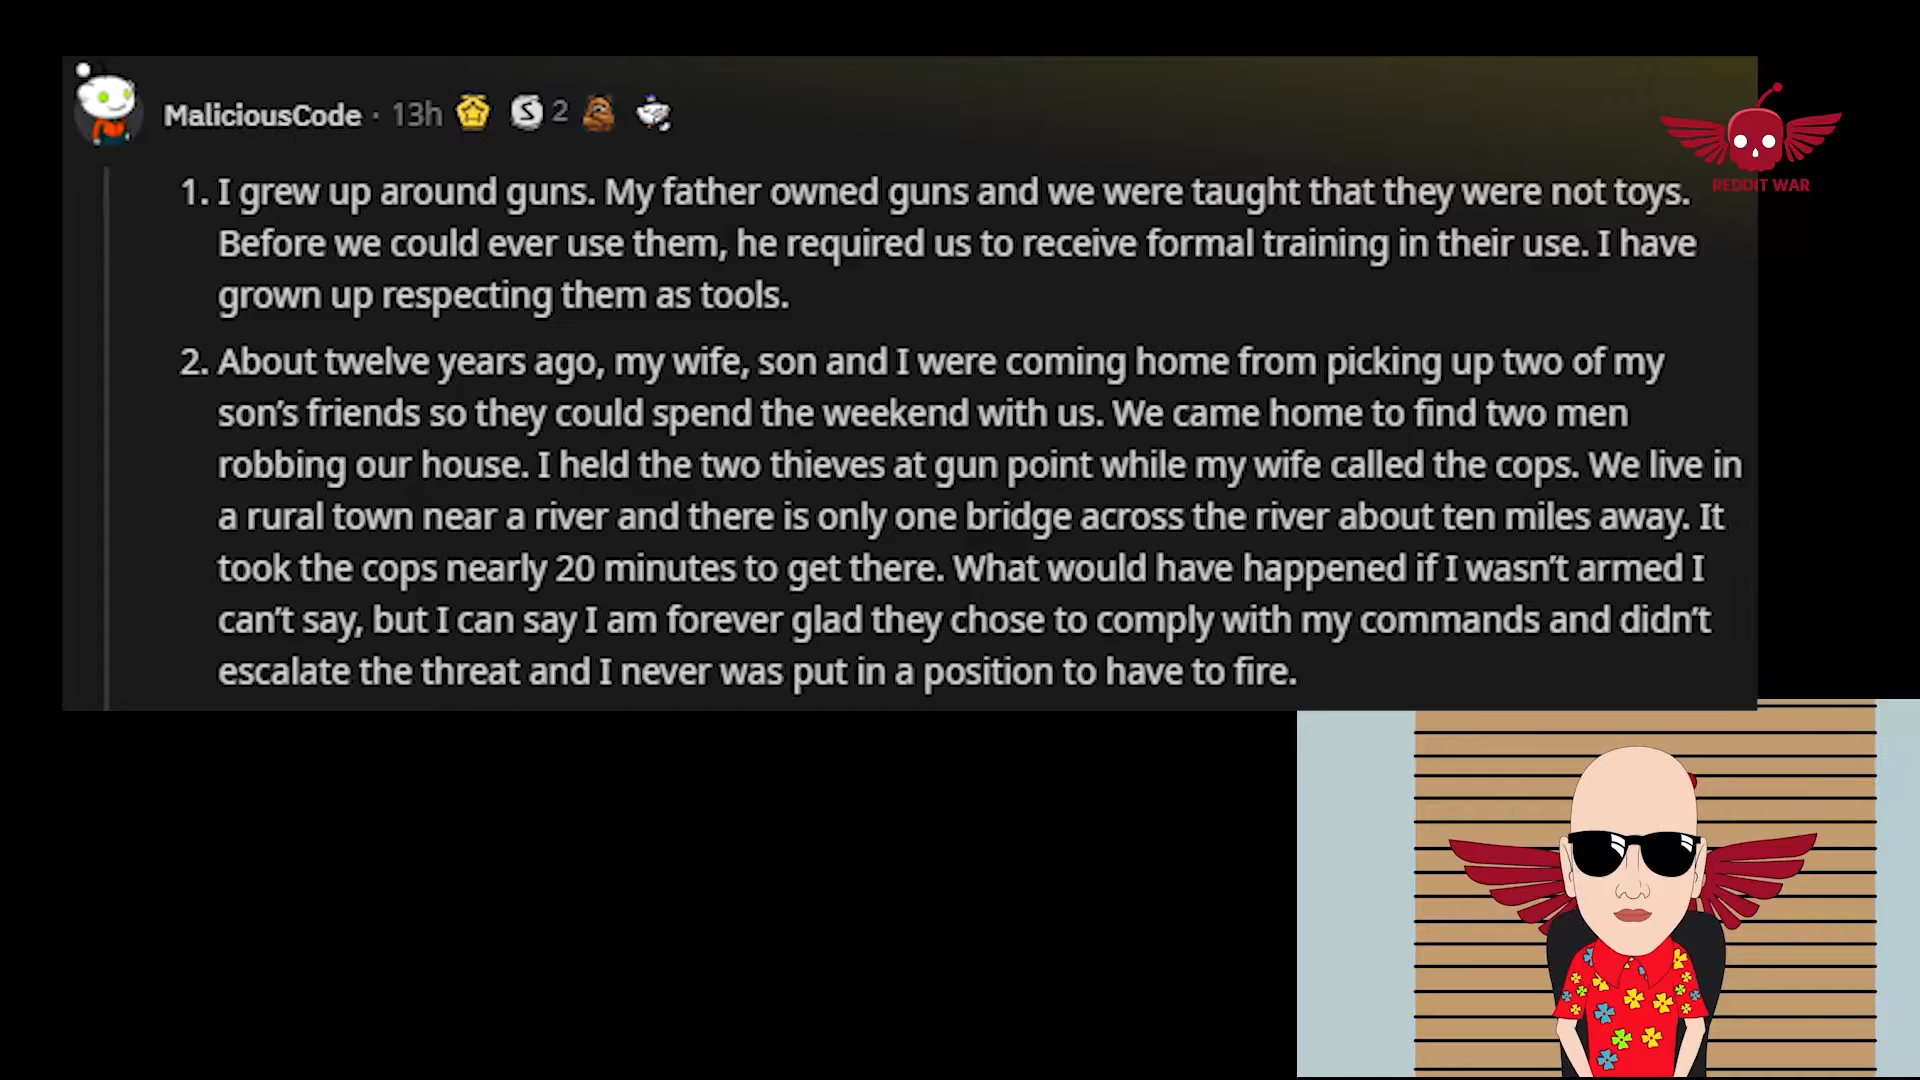 MaliciousCode · 13h 2
REDDIT WAR
1. I grew up around guns. My father owned guns and we were taught that they were not toys.
Before we could ever use them, he required us to receive formal training in their use. I have
grown up respecting them as tools.
2. About twelve years ago, my wife, son and I were coming home from picking up two of my
son’s friends so they could spend the weekend with us. We came home to find two men
robbing our house. I held the two thieves at gun point while my wife called the cops. We live in
a rural town near a river and there is only one bridge across the river about ten miles away. It
took the cops nearly 20 minutes to get there. What would have happened if I wasn’t armed I
can’t say, but I can say I am forever glad they chose to comply with my commands and didn’t
escalate the threat and I never was put in a position to have to fire.